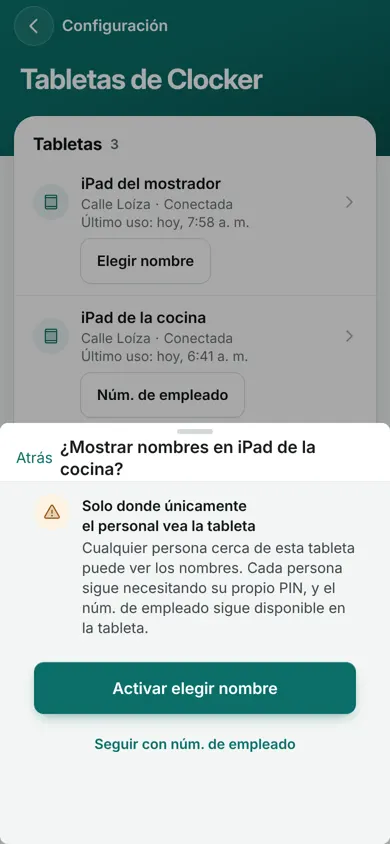 Configuración
Tabletas de Clocker
Tabletas 3
iPad del mostrador
Calle Loíza · Conectada
Último uso: hoy, 7:58 a. m.
Elegir nombre
iPad de la cocina
Calle Loíza · Conectada
Último uso: hoy, 6:41 a. m.
Núm. de empleado
Atrás
¿Mostrar nombres en iPad de la
cocina?
Solo donde únicamente
el personal vea la tableta
Cualquier persona cerca de esta tableta
puede ver los nombres. Cada persona
sigue necesitando su propio PIN, y el
núm. de empleado sigue disponible en
la tableta.
Activar elegir nombre
Seguir con núm. de empleado